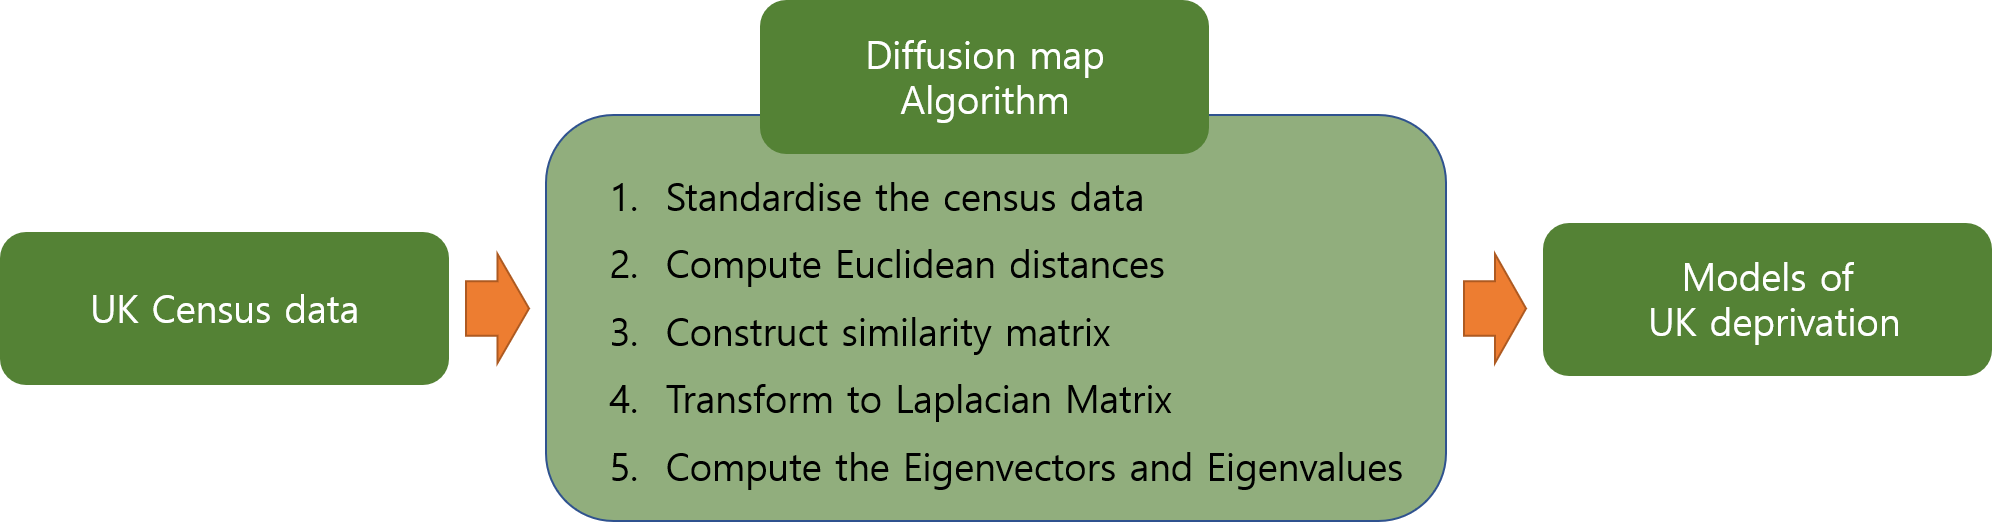 Diffusion map
Algorithm
UK Census data
1. Standardise the census data
2. Compute Euclidean distances
3. Construct similarity matrix
4. Transform to Laplacian Matrix
5. Compute the Eigenvectors and Eigenvalues
Models of
UK deprivation